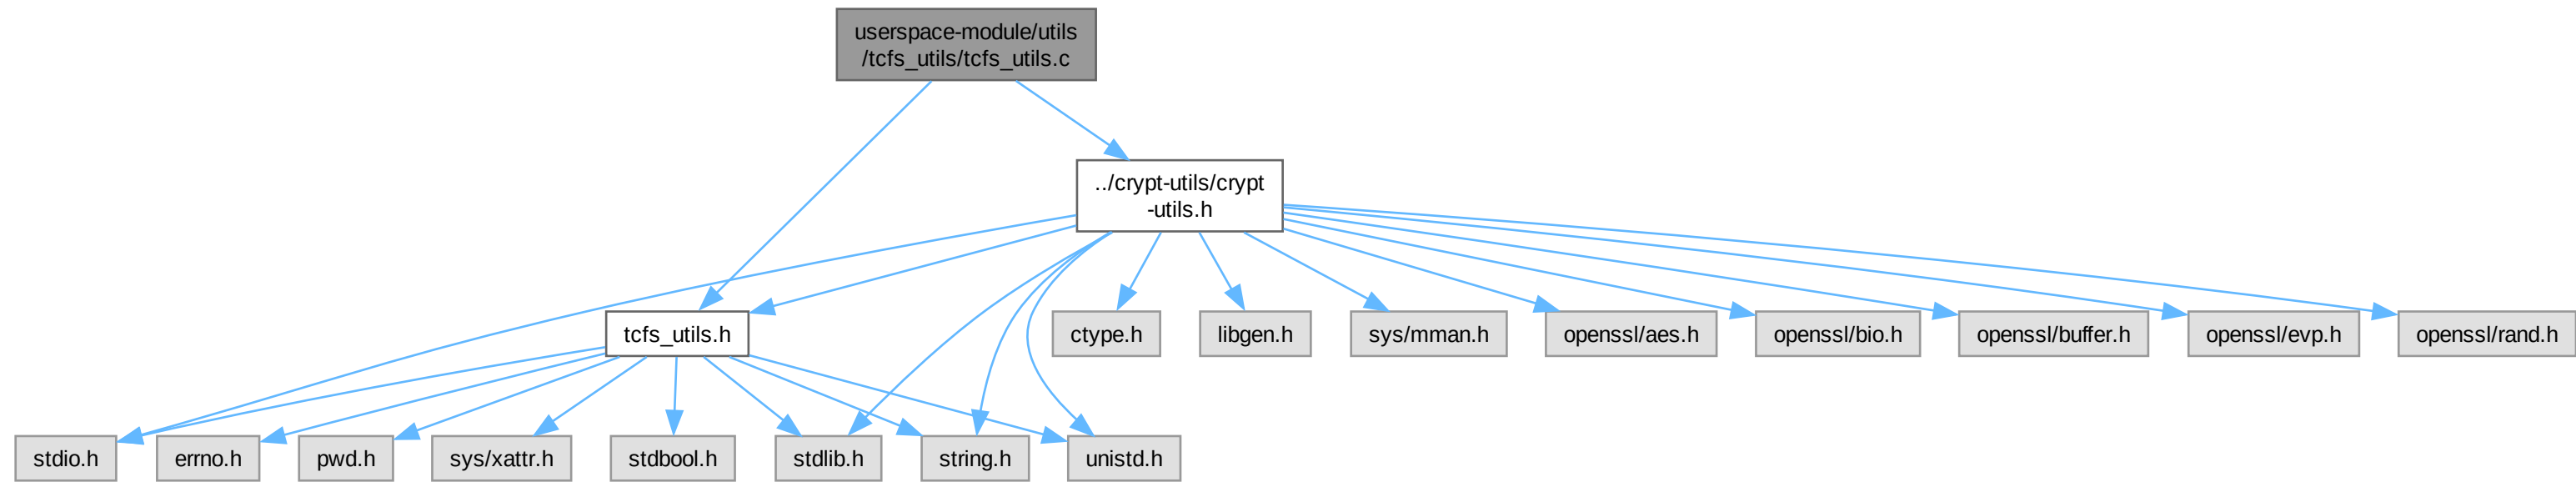 userspace-module/utils
/tcfs_utils/tcfs_utils.c
../crypt-utils/crypt
-utils.h
tcfs_utils.h
ctype.h
libgen.h
sys/mman.h
openssl/aes.h
openssl/bio.h
openssl/buffer.h
openssl/evp.h
openssl/rand.h
stdio.h
errno.h
pwd.h
sys/xattr.h
stdbool.h
stdlib.h
string.h
unistd.h